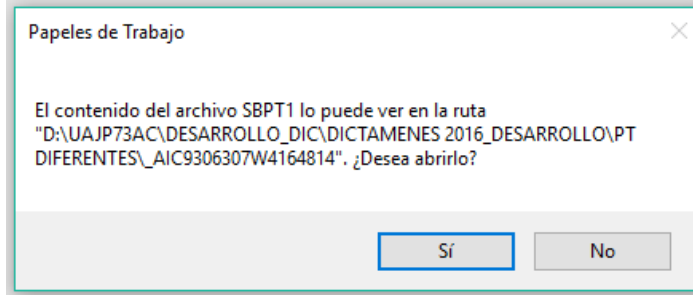 Papeles de Trabajo
El contenido del archivo SBPT1 lo puede ver en la ruta
"D:\UAJP73AC\DESARROLLO_DIC\DICTAMENES 2016_DESARROLLO\PT
DIFERENTES\_AIC9306307W4164814". ¿Desea abrirlo?
Sí
No